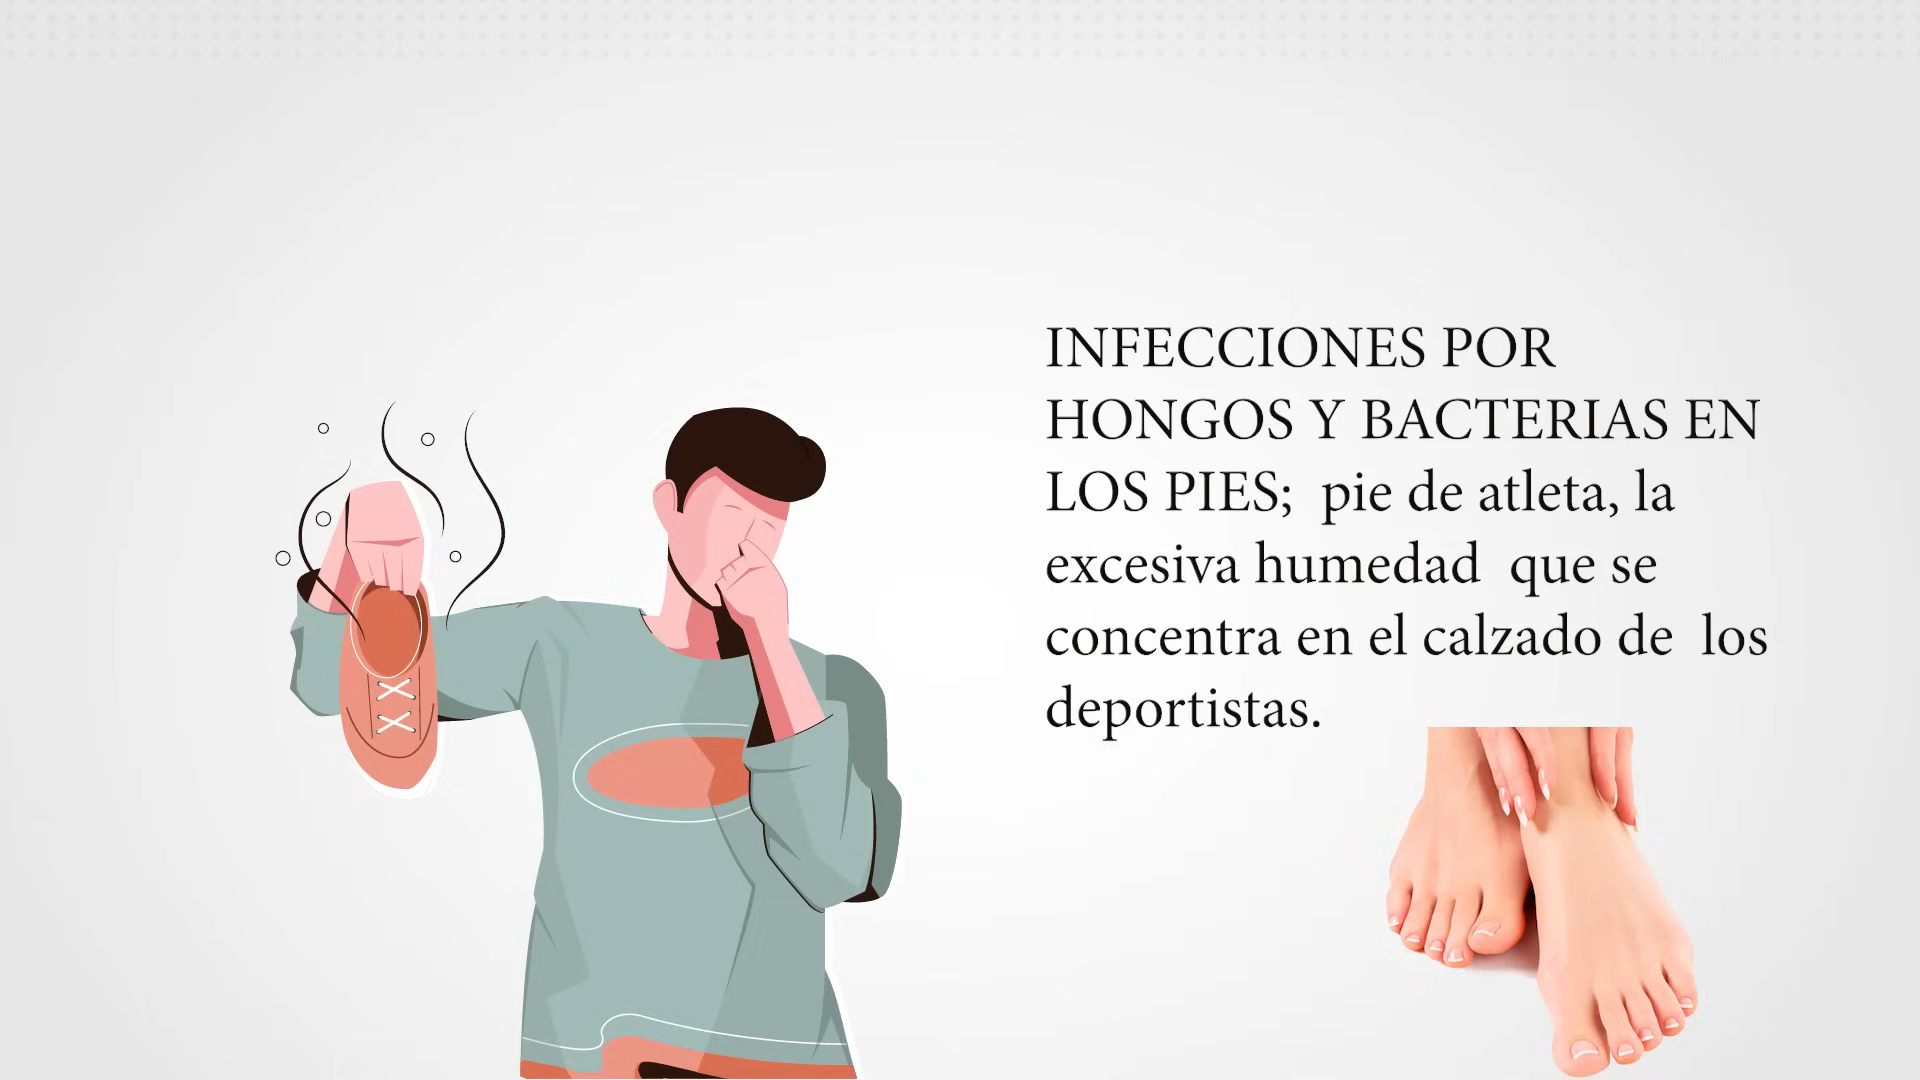 INFECCIONES POR
HONGOS Y BACTERIAS EN
LOS PIES;  pie de atleta, la
excesiva humedad  que se
concentra en el calzado de  los
deportistas.